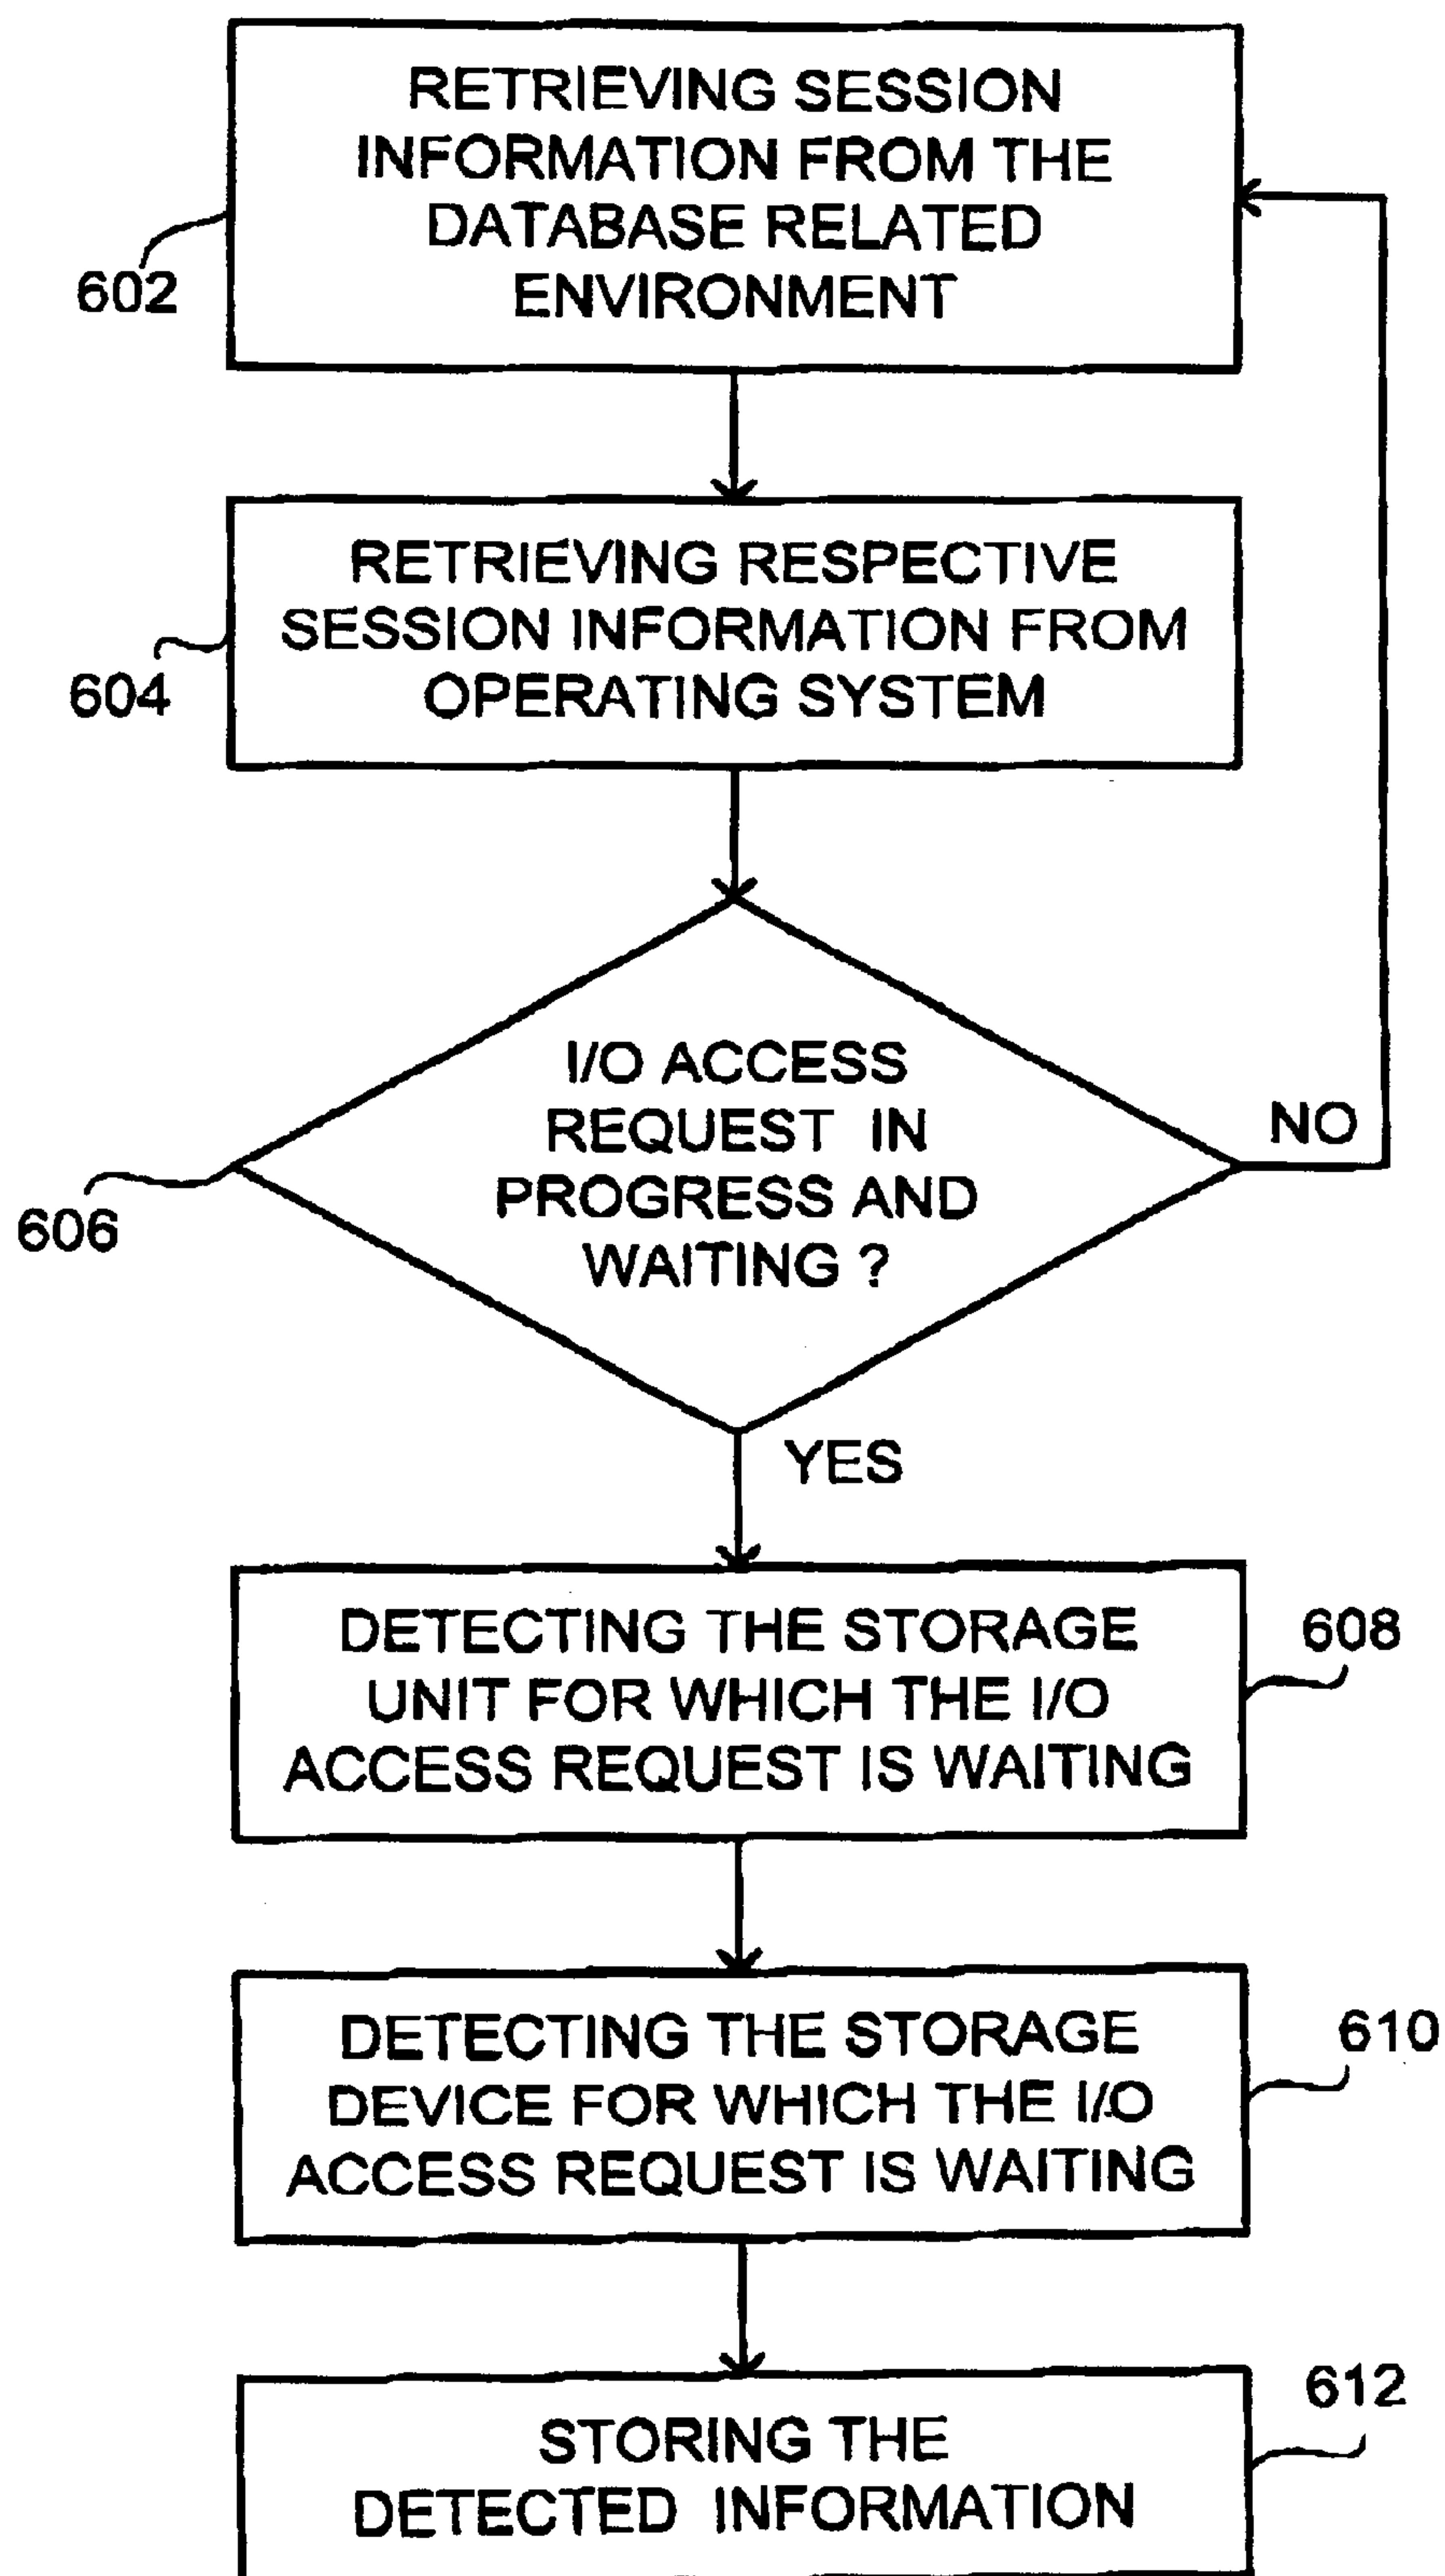 RETRIEVING SESSION
INFORMATION FROM THE
DATABASE RELATED
ENVIRONMENT
602
RETRIEVING RESPECTIVE
SESSION INFORMATION FROM
OPERATING SYSTEM
604
I/O ACCESS
REQUEST IN
PROGRESS AND
WAITING ?
NO
606
YES
DETECTING THE STORAGE
UNIT FOR WHICH THE I/O
ACCESS REQUEST IS WAITING
608
DETECTING THE STORAGE
DEVICE FOR WHICH THE I/O
ACCESS REQUEST IS WAITING
610
STORING THE
DETECTED INFORMATION
612